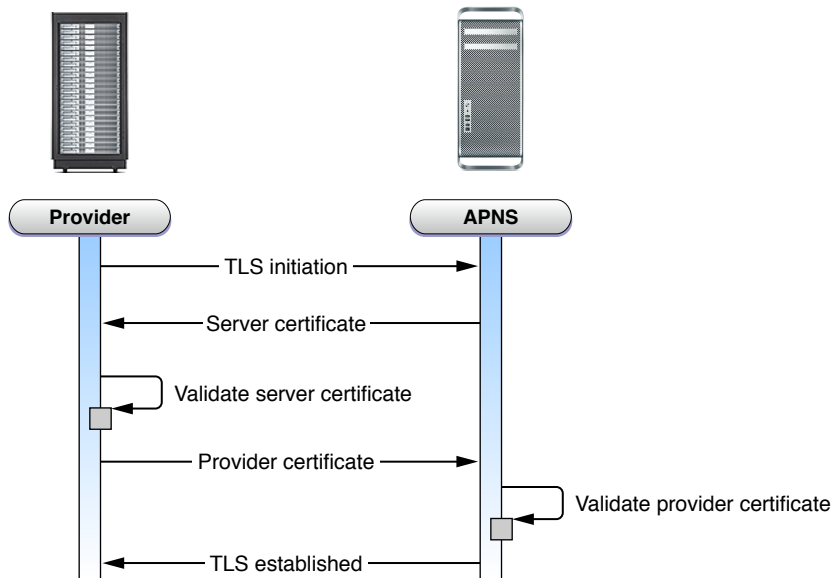 Provider
APNS
TLS initiation
Server certificate
Validate server certificate
Provider certificate
Validate provider certificate
TLS established